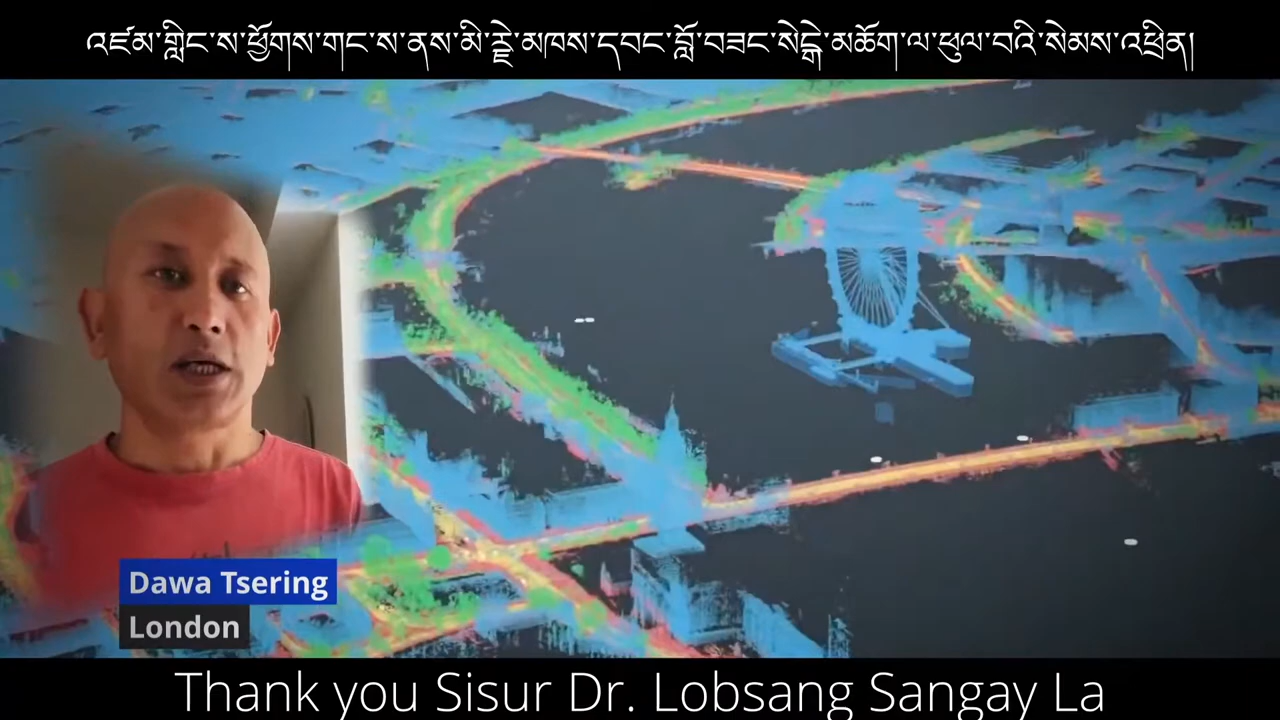 འཛམ་གླིང་ས་ཕྱོགས་གང་ས་ནས་མི་རྗེ་མཁས་དབང་བློ་བཟང་སེངྒེ་མཆོག་ལ་ཕུལ་བའི་སེམས་འཕྲིན།
Dawa Tsering
London
Thank you Sisur Dr. Lobsang Sangay La